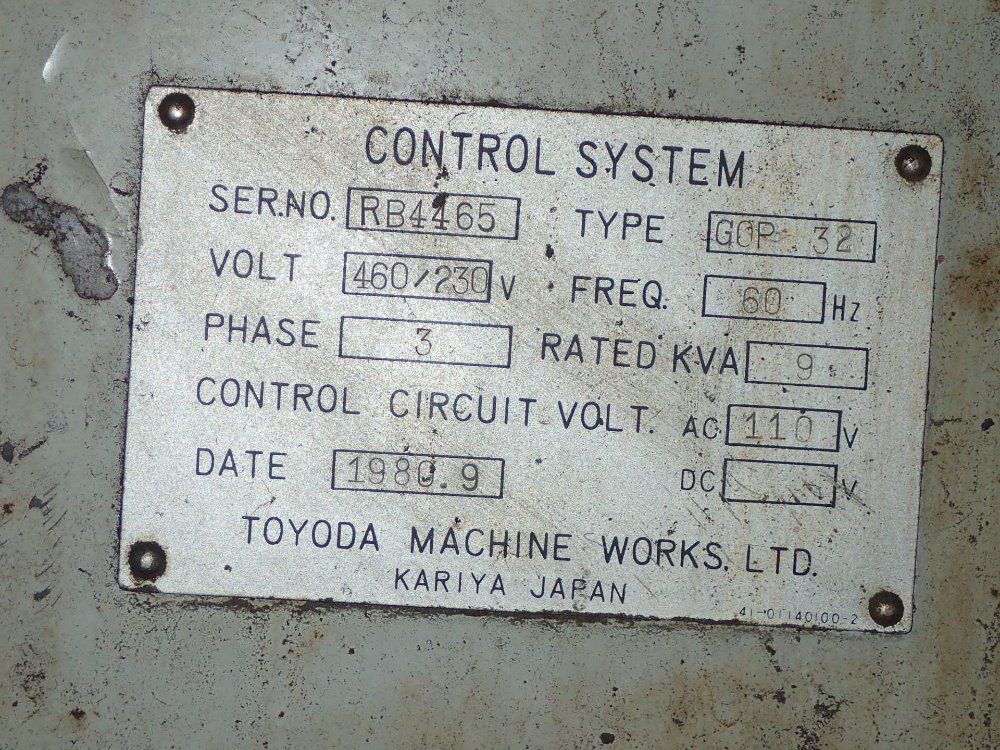 CONTROL SYSTEM
SER.NO. RB4465 TYPE GOP 32
VOLT 460/230 V FREQ. 60 Hz
PHASE 3 RATED KVA 9
CONTROL CIRCUIT VOLT. AC 110 V
DATE 1980.9 DC V
TOYODA MACHINE WORKS. LTD.
KARIYA JAPAN
41-01140100-2